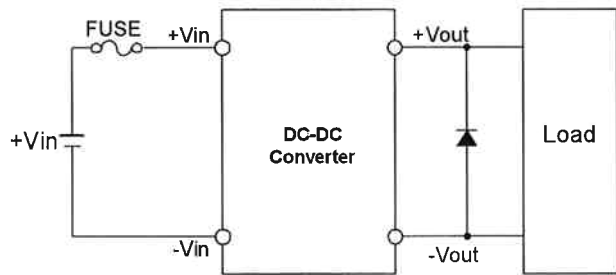 FUSE
+Vin
+Vout
+Vin
DC-DC
Converter
Load
-Vin
-Vout